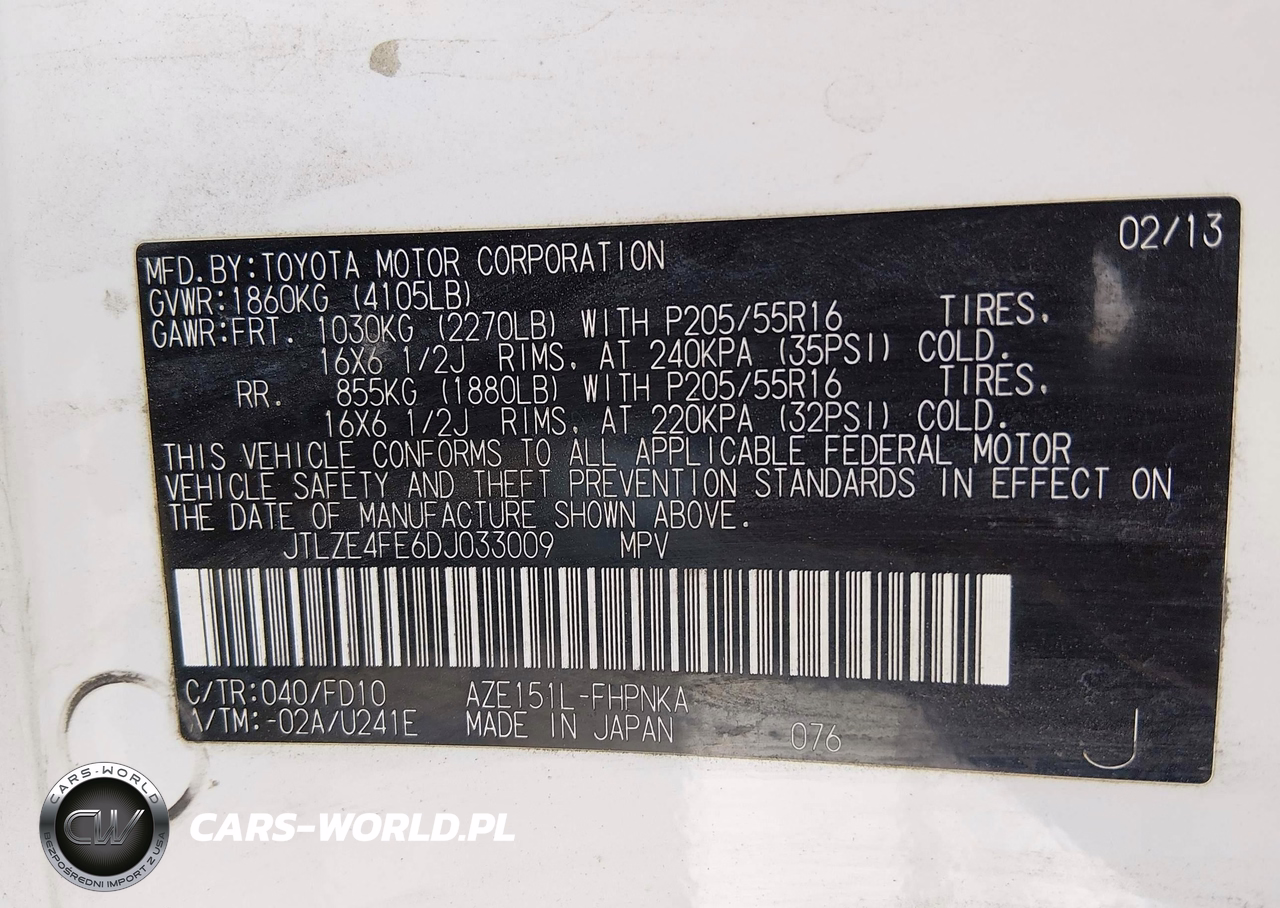 02/13
MFD.BY:TOYOTA MOTOR CORPORATION
GVWR:1860KG (4105LB)
GAWR:FRT. 1030KG (2270LB) WITH P205/55R16 TIRES,
16X6 1/2J RIMS, AT 240KPA (35PSI) COLD.
RR. 855KG (1880LB) WITH P205/55R16 TIRES,
16X6 1/2J RIMS, AT 220KPA (32PSI) COLD.
THIS VEHICLE CONFORMS TO ALL APPLICABLE FEDERAL MOTOR
VEHICLE SAFETY AND THEFT PREVENTION STANDARDS IN EFFECT ON
THE DATE OF MANUFACTURE SHOWN ABOVE.
JTLZE4FE6DJ033009 MPV
C/TR:040/FD10 AZE151L-FHPNKA
A/TM:-02A/U241E MADE IN JAPAN 076 J
CARS-WORLD
CW
BEZPOŚREDNI IMPORT Z USA
CARS-WORLD.PL